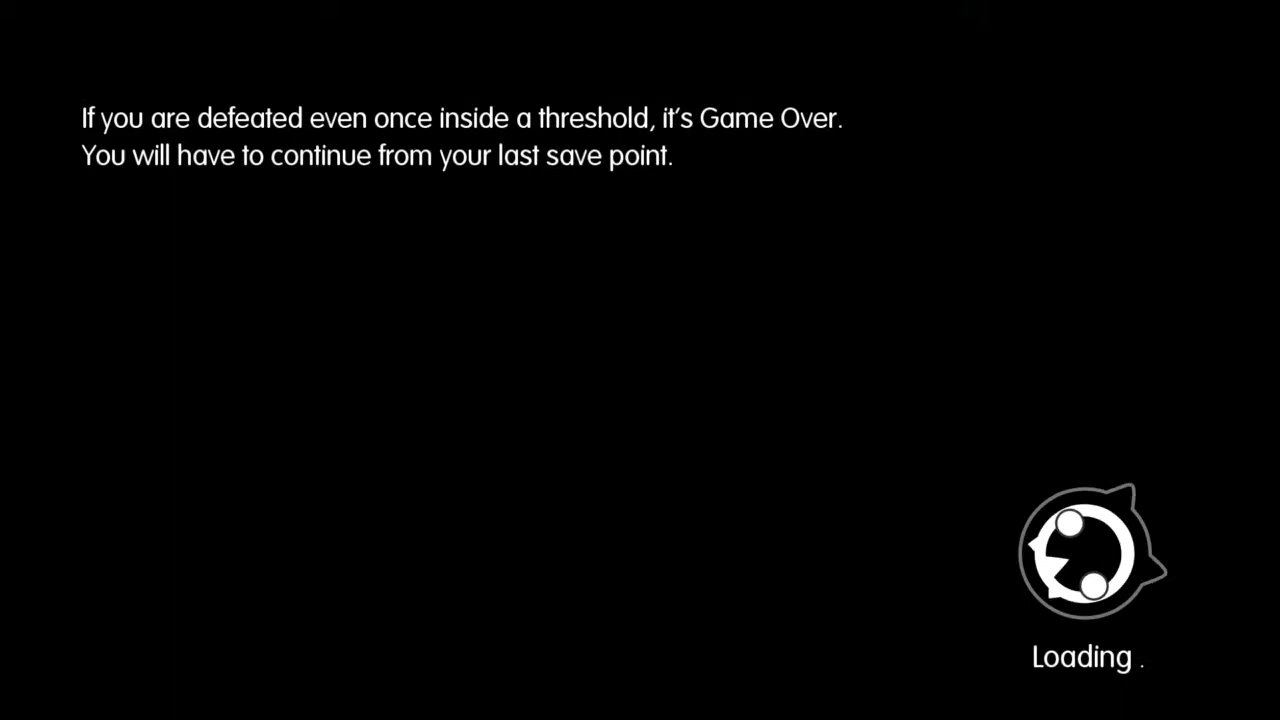 If you are defeated even once inside a threshold, it's Game Over.
You will have to continue from your last save point.
Loading .